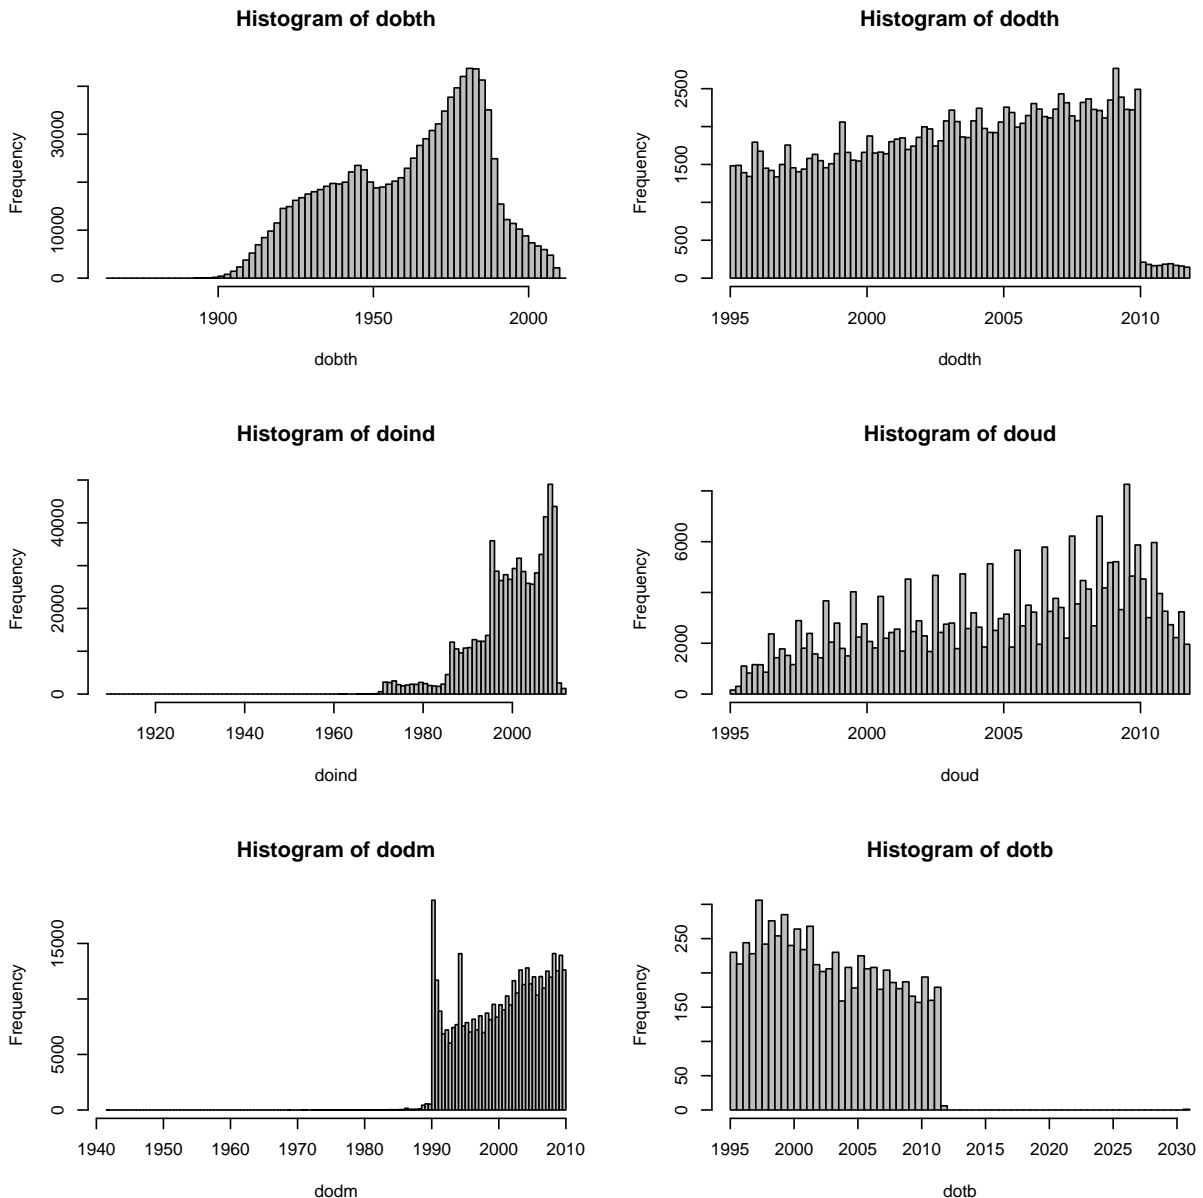 Histogram of dobth
Frequency
0 10000 30000
1900 1950 2000
dobth
Histogram of dodth
Frequency
0 500 1500 2500
1995 2000 2005 2010
dodth
Histogram of doind
Frequency
0 20000 40000
1920 1940 1960 1980 2000
doind
Histogram of doud
Frequency
0 2000 6000
1995 2000 2005 2010
doud
Histogram of dodm
Frequency
0 5000 15000
1940 1950 1960 1970 1980 1990 2000 2010
dodm
Histogram of dotb
Frequency
0 50 150 250
1995 2000 2005 2010 2015 2020 2025 2030
dotb